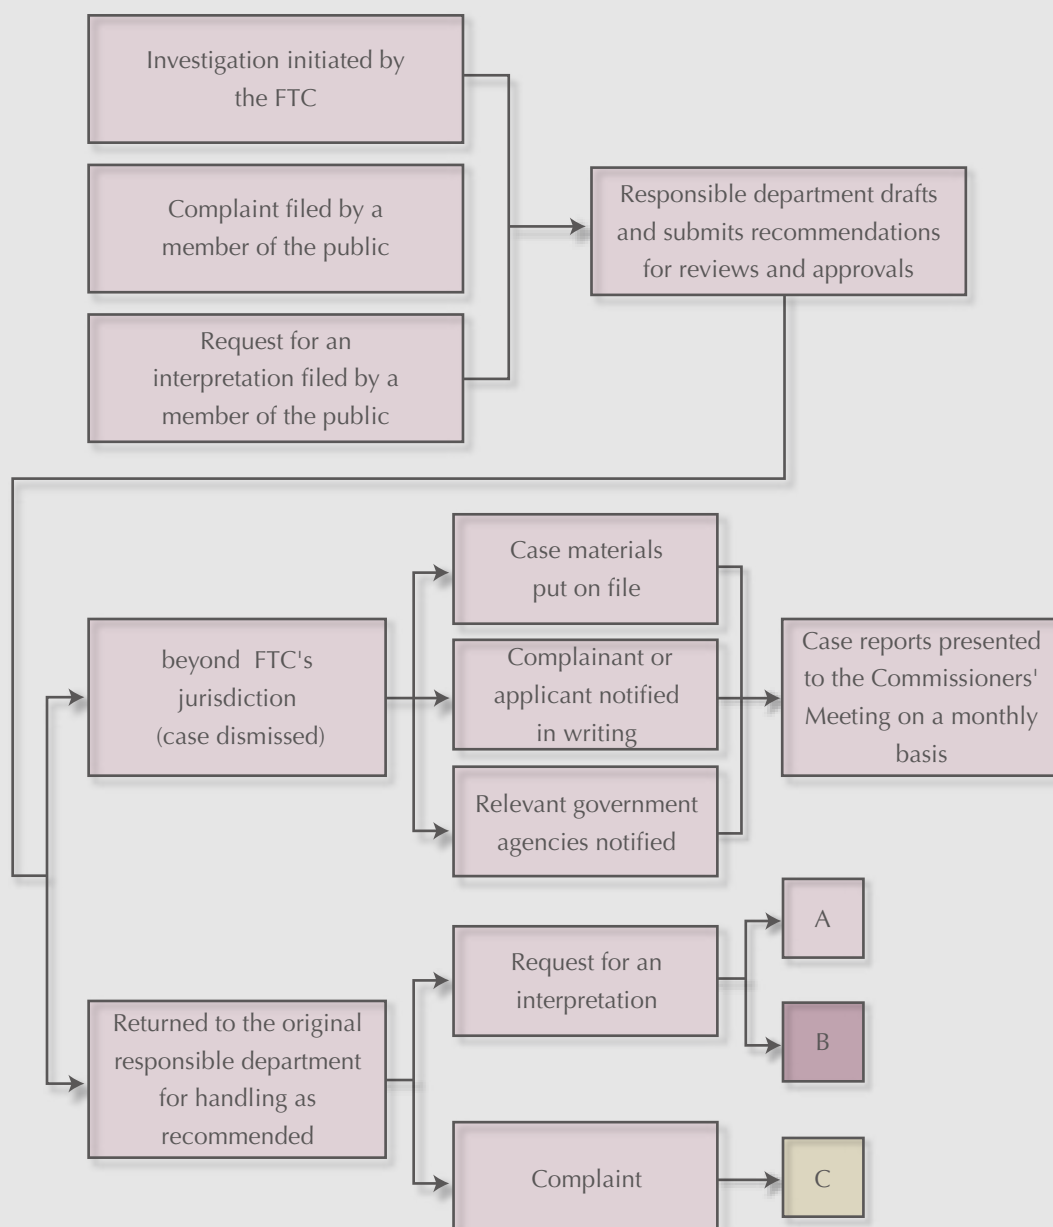 Investigation initiated by
the FTC
Complaint filed by a
member of the public
Request for an
interpretation filed by a
member of the public
Responsible department drafts
and submits recommendations
for reviews and approvals
beyond FTC's
jurisdiction
(case dismissed)
Case materials
put on file
Complainant or
applicant notified
in writing
Relevant government
agencies notified
Case reports presented
to the Commissioners'
Meeting on a monthly
basis
Returned to the original
responsible department
for handling as
recommended
Request for an
interpretation
A
B
Complaint
C